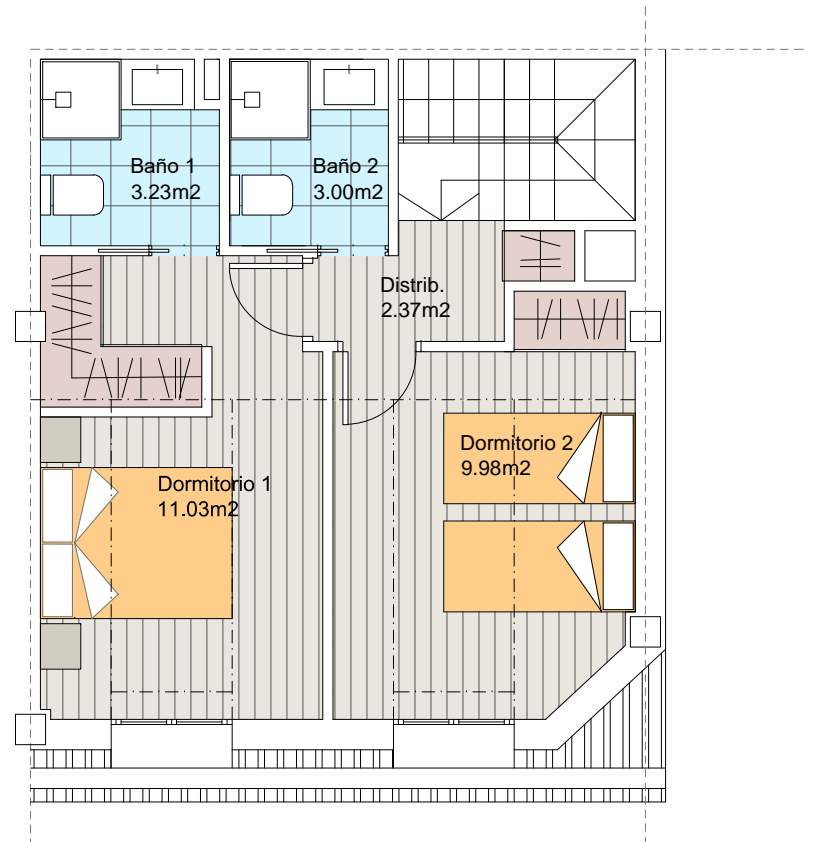 Baño 1
3.23m2
Baño 2
3.00m2
Distrib.
2.37m2
Dormitorio 2
9.98m2
Dormitorio 1
11.03m2